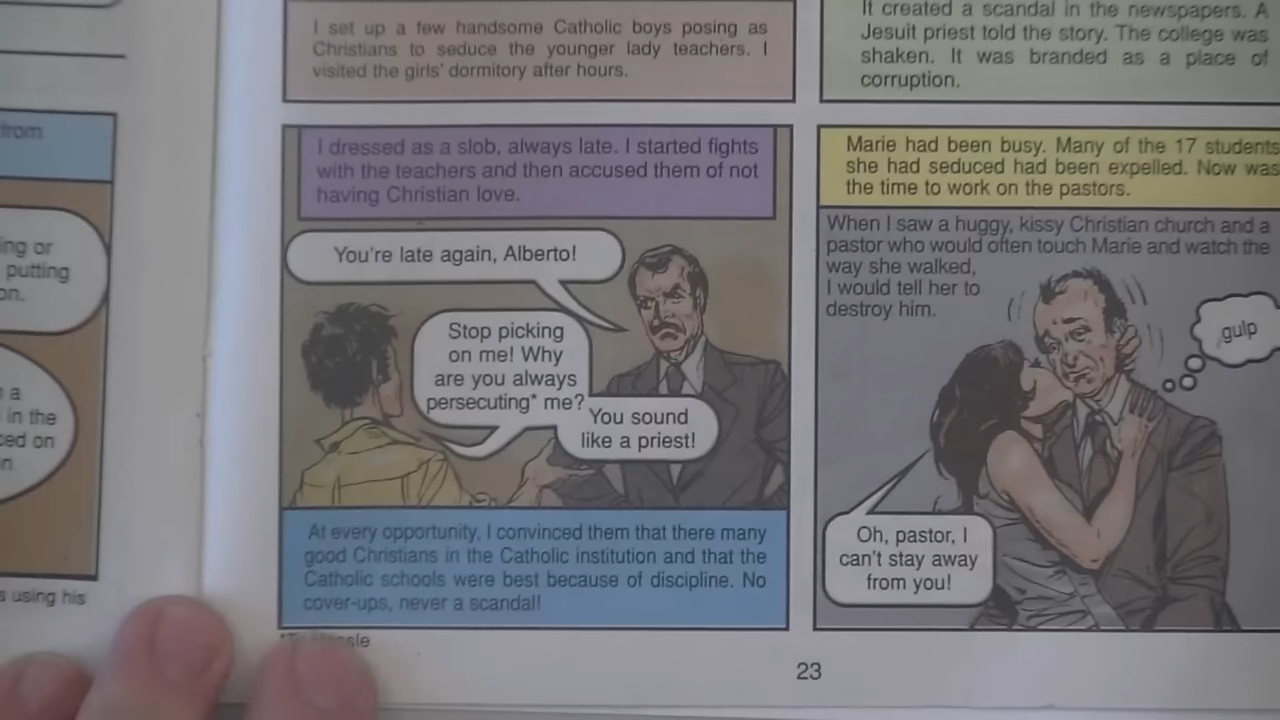 from
ing or
putting
on.
a
in the
ced on
n
s using his
I set up a few handsome Catholic boys posing as
Christians to seduce the younger lady teachers. I
visited the girls' dormitory after hours.
It created a scandal in the newspapers. A
Jesuit priest told the story. The college was
shaken. It was branded as a place of
corruption.
I dressed as a slob, always late. I started fights
with the teachers and then accused them of not
having Christian love.
You're late again, Alberto!
Stop picking
on me! Why
are you always
persecuting* me?
You sound
like a priest!
At every opportunity, I convinced them that there many
good Christians in the Catholic institution and that the
Catholic schools were best because of discipline. No
cover-ups, never a scandal!
Marie had been busy. Many of the 17 students
she had seduced had been expelled. Now was
the time to work on the pastors.
When I saw a huggy, kissy Christian church and a
pastor who would often touch Marie and watch the
way she walked,
I would tell her to
destroy him.
gulp
Oh, pastor, I
can't stay away
from you!
23